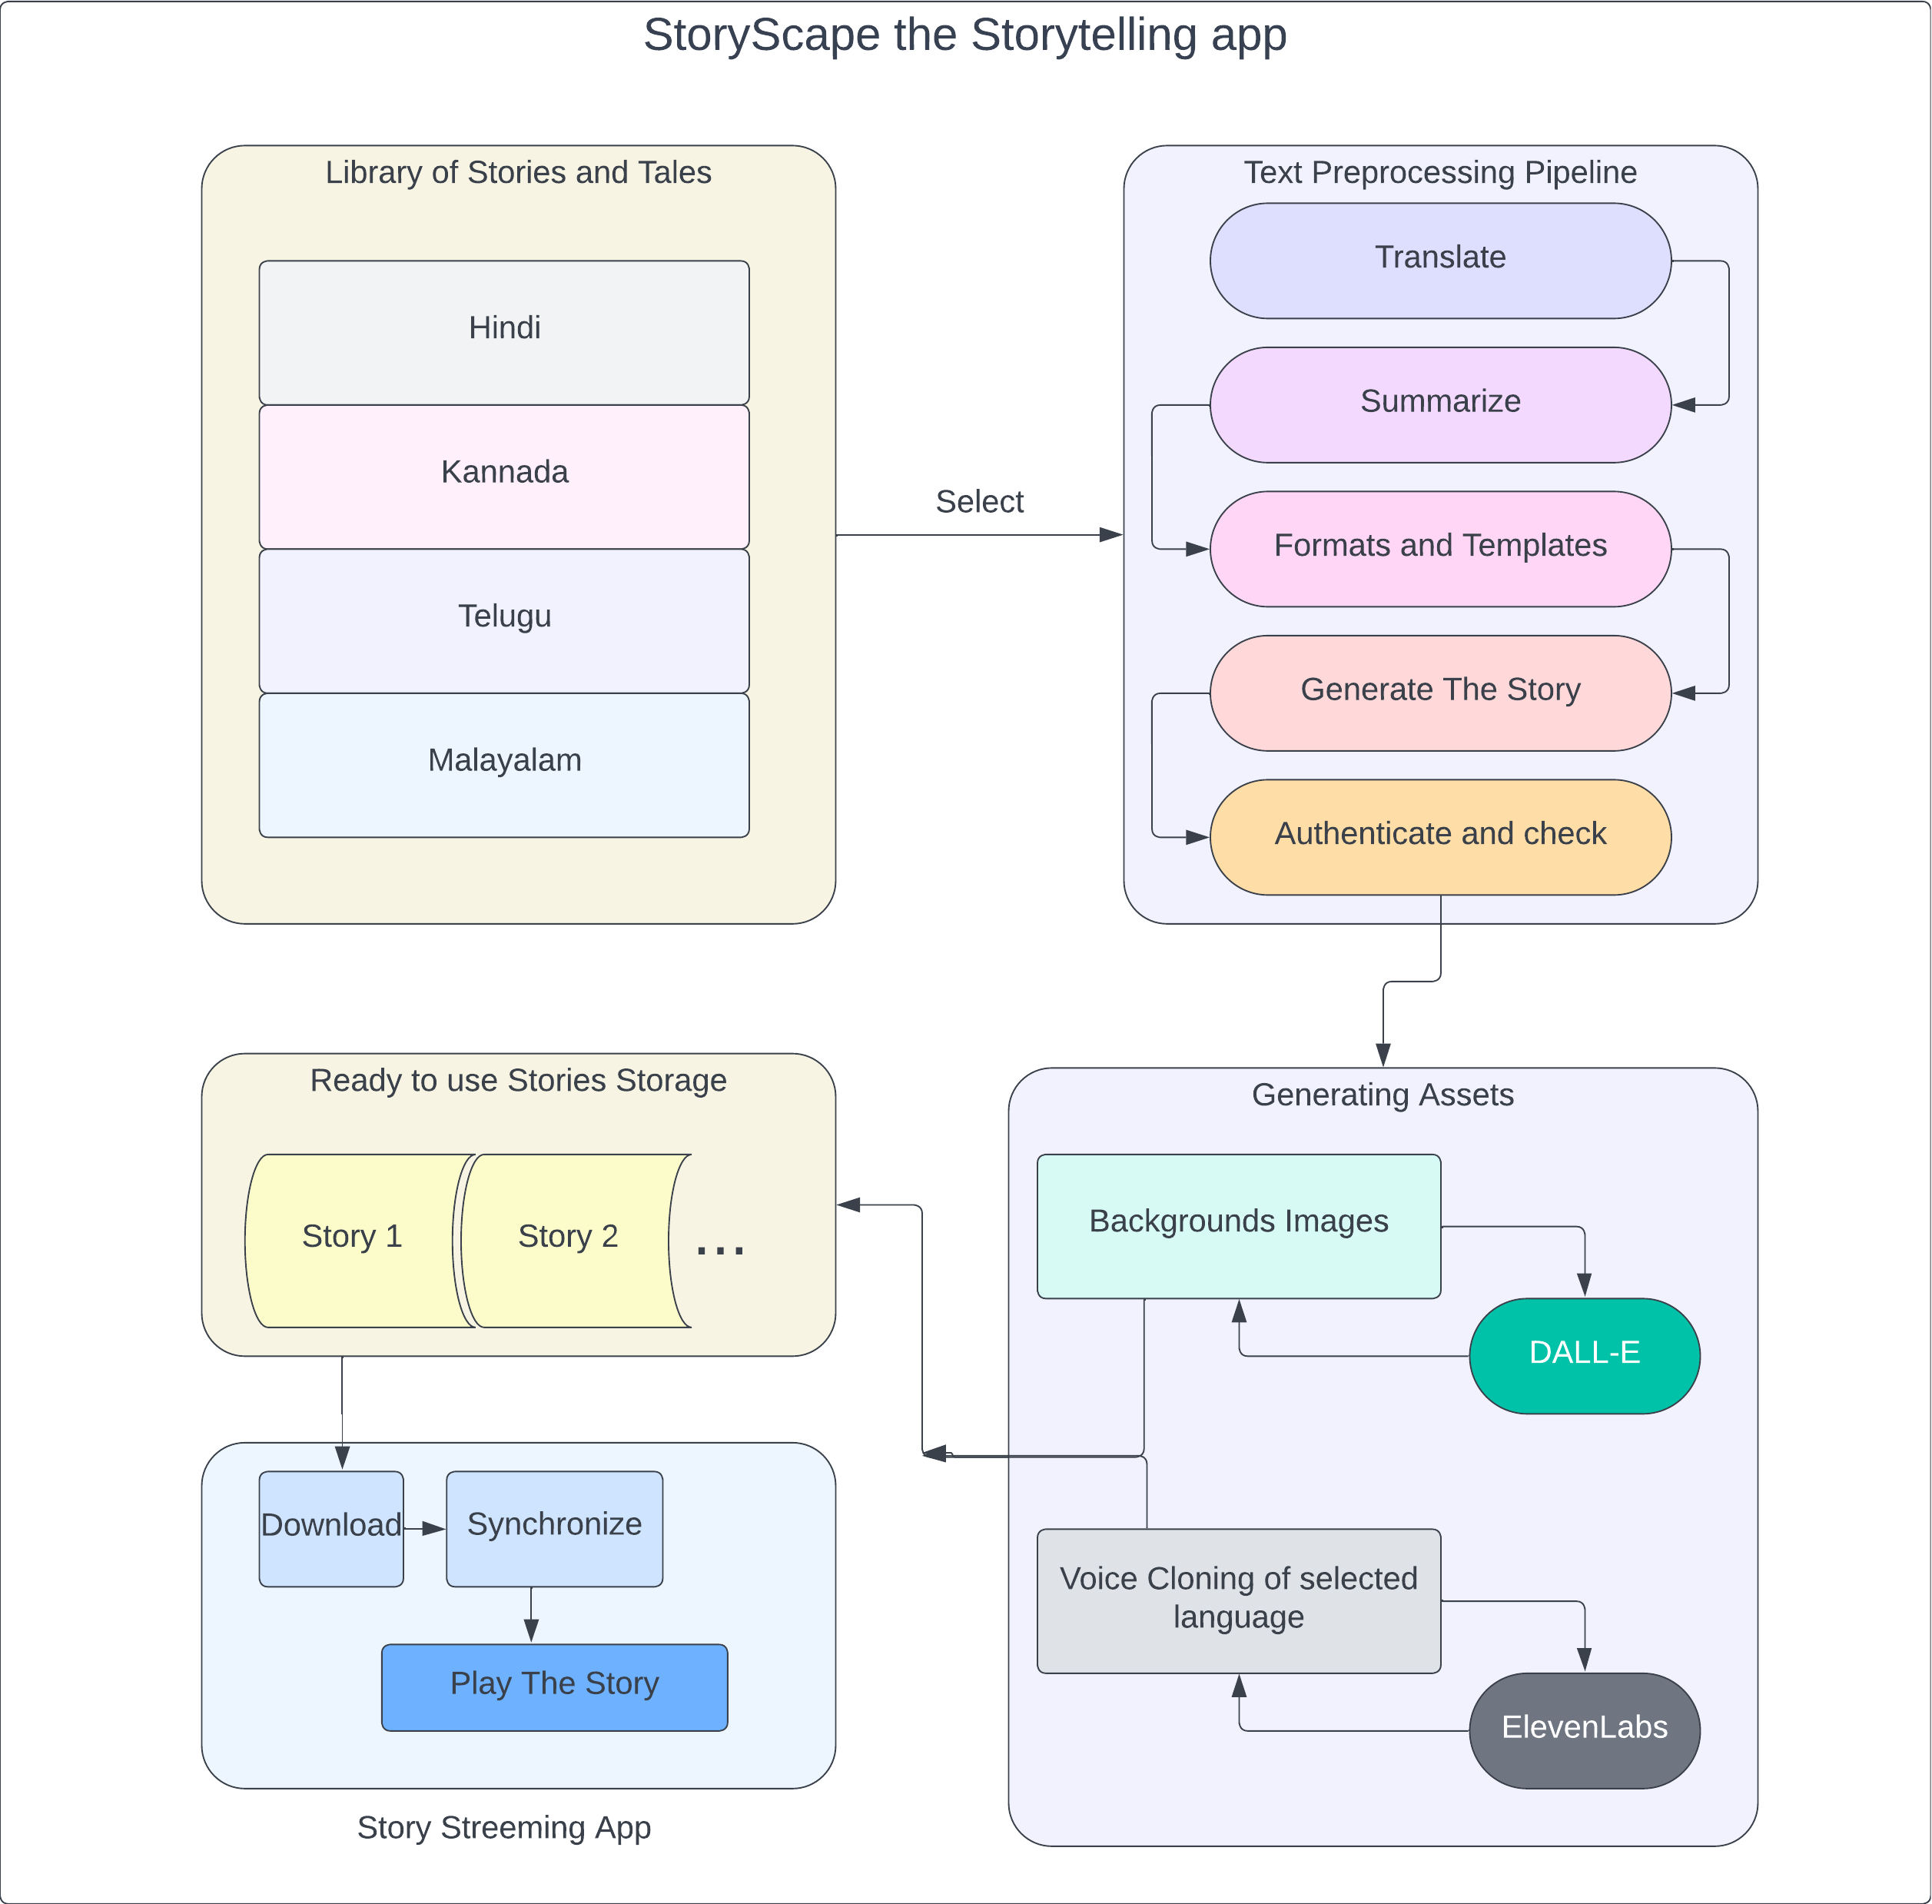 StoryScape the Storytelling app
Library of Stories and Tales
Hindi
Kannada
Telugu
Malayalam
Select
Text Preprocessing Pipeline
Translate
Summarize
Formats and Templates
Generate The Story
Authenticate and check
Ready to use Stories Storage
Story 1
Story 2
...
Generating Assets
Backgrounds Images
DALL-E
Voice Cloning of selected
language
ElevenLabs
Download
Synchronize
Play The Story
Story Streeming App